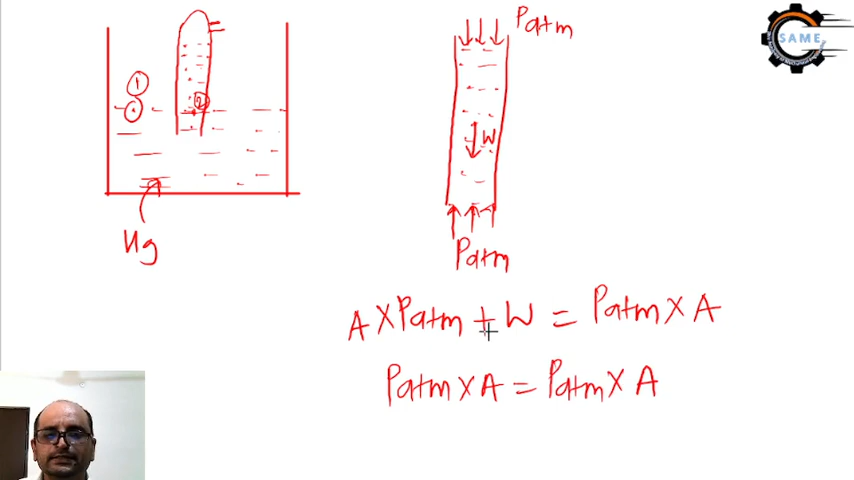 Patm
SAME
1
2
W
Hg
Patm
A × Patm + W = Patm × A
Patm × A = Patm × A